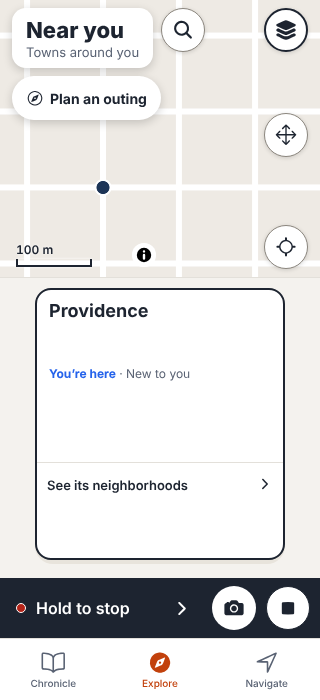 Near you
Towns around you
Plan an outing
100 m
Providence
You're here · New to you
See its neighborhoods
Hold to stop
Chronicle
Explore
Navigate